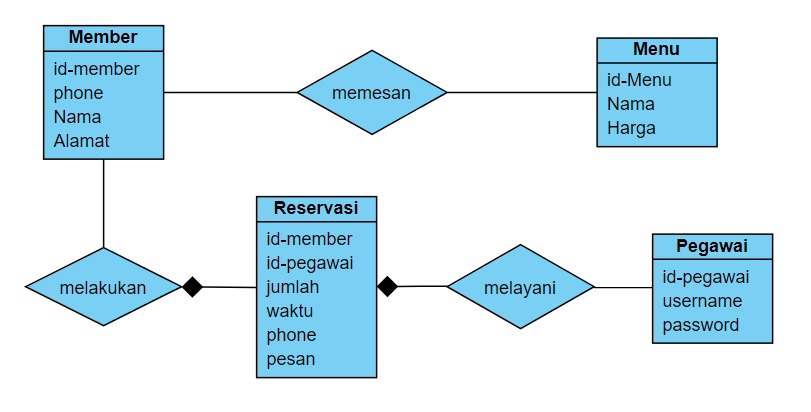 Member
id-member
phone
Nama
Alamat
memesan
Menu
id-Menu
Nama
Harga
melakukan
Reservasi
id-member
id-pegawai
jumlah
waktu
phone
pesan
melayani
Pegawai
id-pegawai
username
password